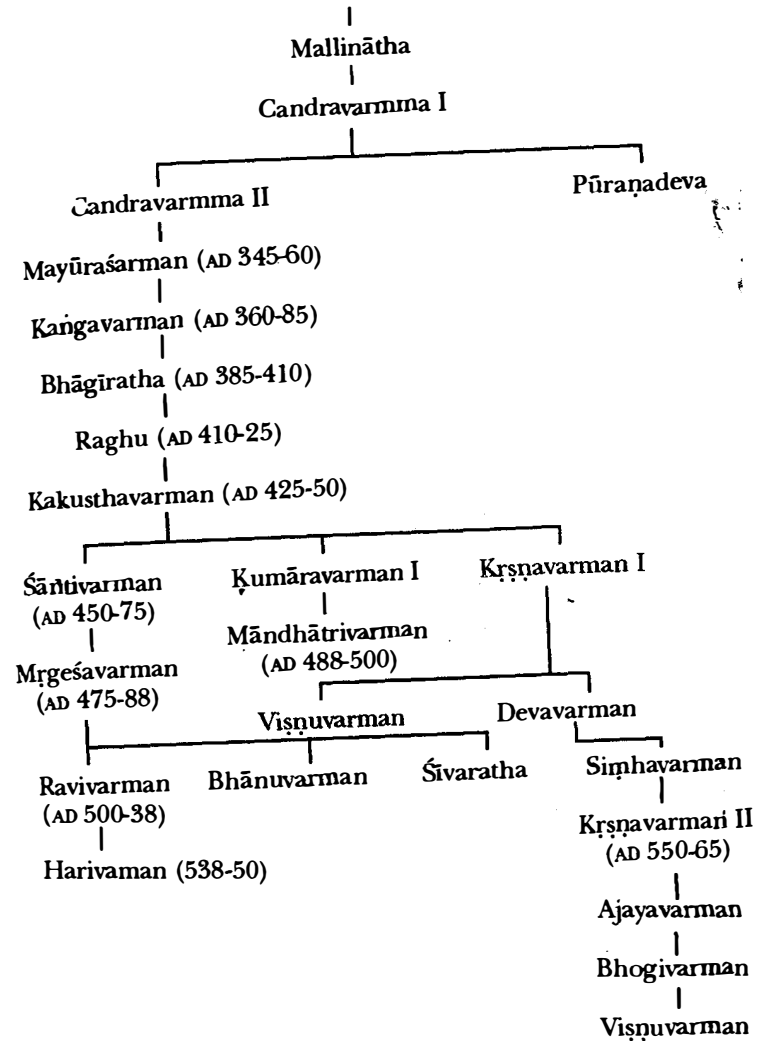 Mallinātha
Candravarmma I
Candravarmma II
Pūraṇadeva
Mayūraśarman (AD 345-60)
Kaṅgavarman (AD 360-85)
Bhāgīratha (AD 385-410)
Raghu (AD 410-25)
Kakusthavarman (AD 425-50)
Śāntivarman
(AD 450-75)
Kumāravarman I
Kṛṣṇavarman I
Māndhātrivarman
(AD 488-500)
Mṛgeśavarman
(AD 475-88)
Viṣṇuvarman
Devavarman
Ravivarman
(AD 500-38)
Bhānuvarman
Śivaratha
Siṃhavarman
Harivaman (538-50)
Kṛṣṇavarman II
(AD 550-65)
Ajayavarman
Bhogivarman
Viṣṇuvarman